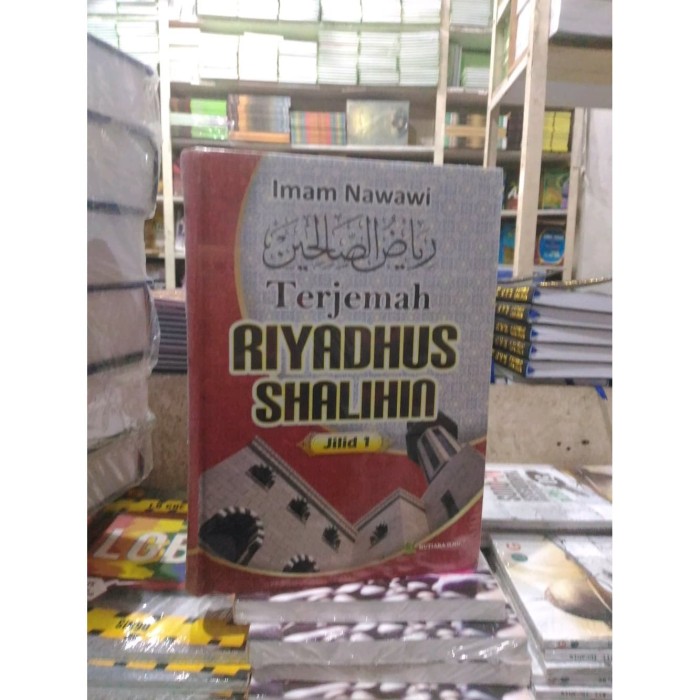 Imam Nawawi
رياض الصالحين
Terjemah
RIYADHUS
SHALIHIN
Jilid 1